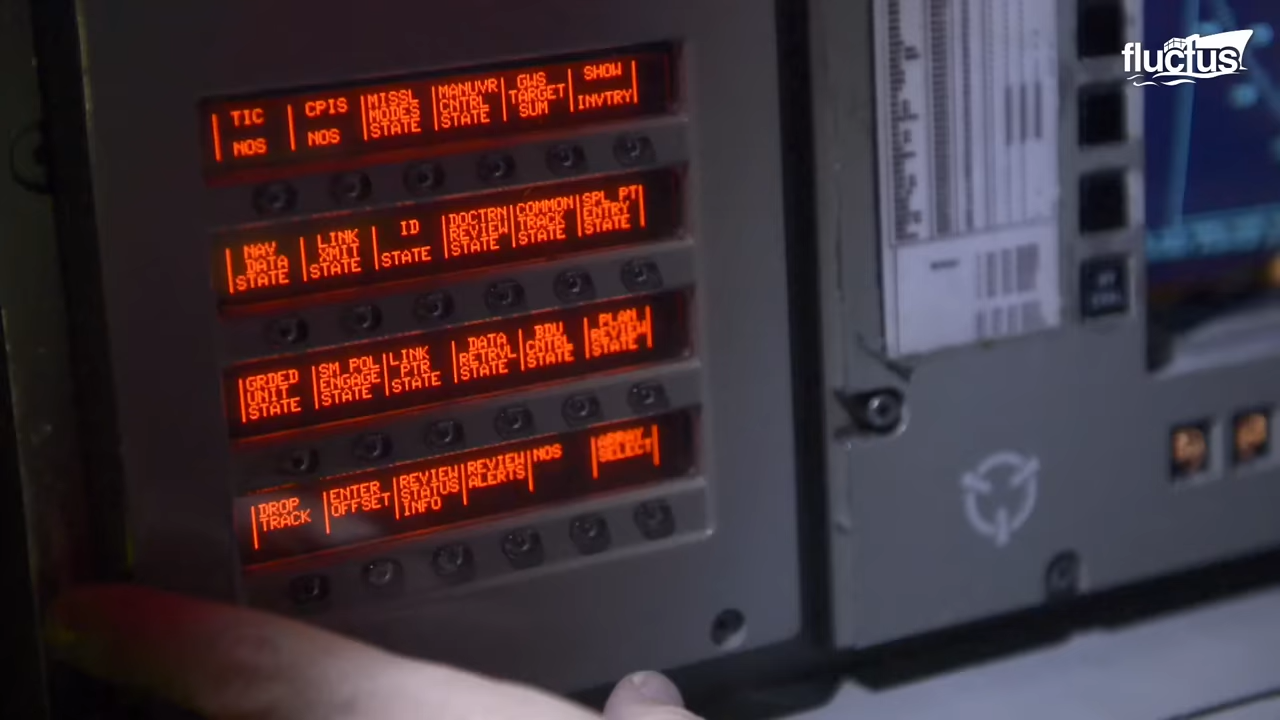 fluctus
TIC
NOS
CPIS
NOS
MISSL
MODES
STATE
MANUVR
CNTRL
STATE
GWS
TARGET
SUM
SHOW
INVTRY
NAV
DATA
STATE
LINK
XMIT
STATE
ID
STATE
DOCTRN
REVIEW
STATE
COMMON
TRACK
STATE
SPL PT
ENTRY
STATE
GRDED
UNIT
STATE
SM POL
ENGAGE
STATE
LINK
PTR
STATE
DATA
RETRVL
STATE
BDU
CNTRL
STATE
PLAN
REVIEW
STATE
DROP
TRACK
ENTER
OFFSET
REVIEW
STATUS
INFO
REVIEW
ALERTS
NOS
ARRAY
SELECT